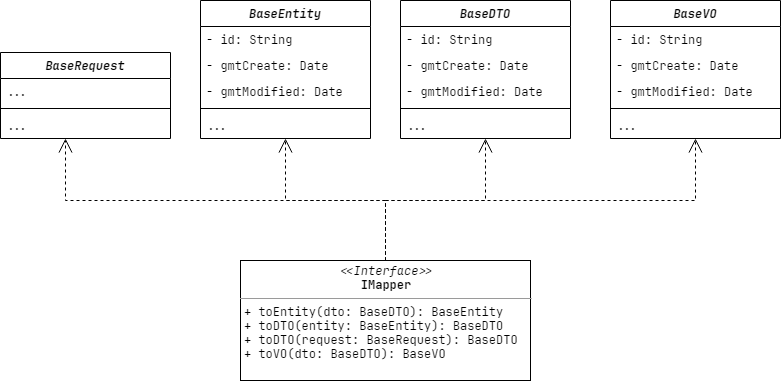 BaseRequest
...
...
BaseEntity
- id: String
- gmtCreate: Date
- gmtModified: Date
...
BaseDTO
- id: String
- gmtCreate: Date
- gmtModified: Date
...
BaseVO
- id: String
- gmtCreate: Date
- gmtModified: Date
...
<<Interface>>
IMapper
+ toEntity(dto: BaseDTO): BaseEntity
+ toDTO(entity: BaseEntity): BaseDTO
+ toDTO(request: BaseRequest): BaseDTO
+ toVO(dto: BaseDTO): BaseVO